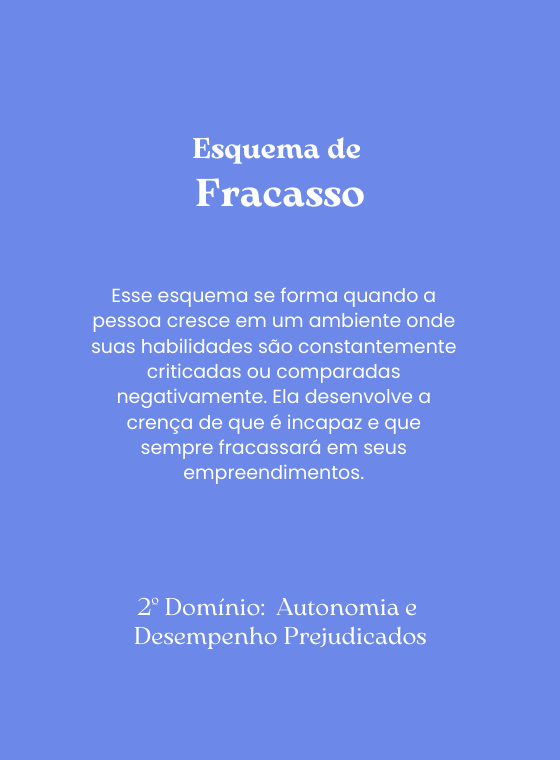 Esquema de
Fracasso
Esse esquema se forma quando a
pessoa cresce em um ambiente onde
suas habilidades são constantemente
criticadas ou comparadas
negativamente. Ela desenvolve a
crença de que é incapaz e que
sempre fracassará em seus
empreendimentos.
2º Domínio: Autonomia e
Desempenho Prejudicados